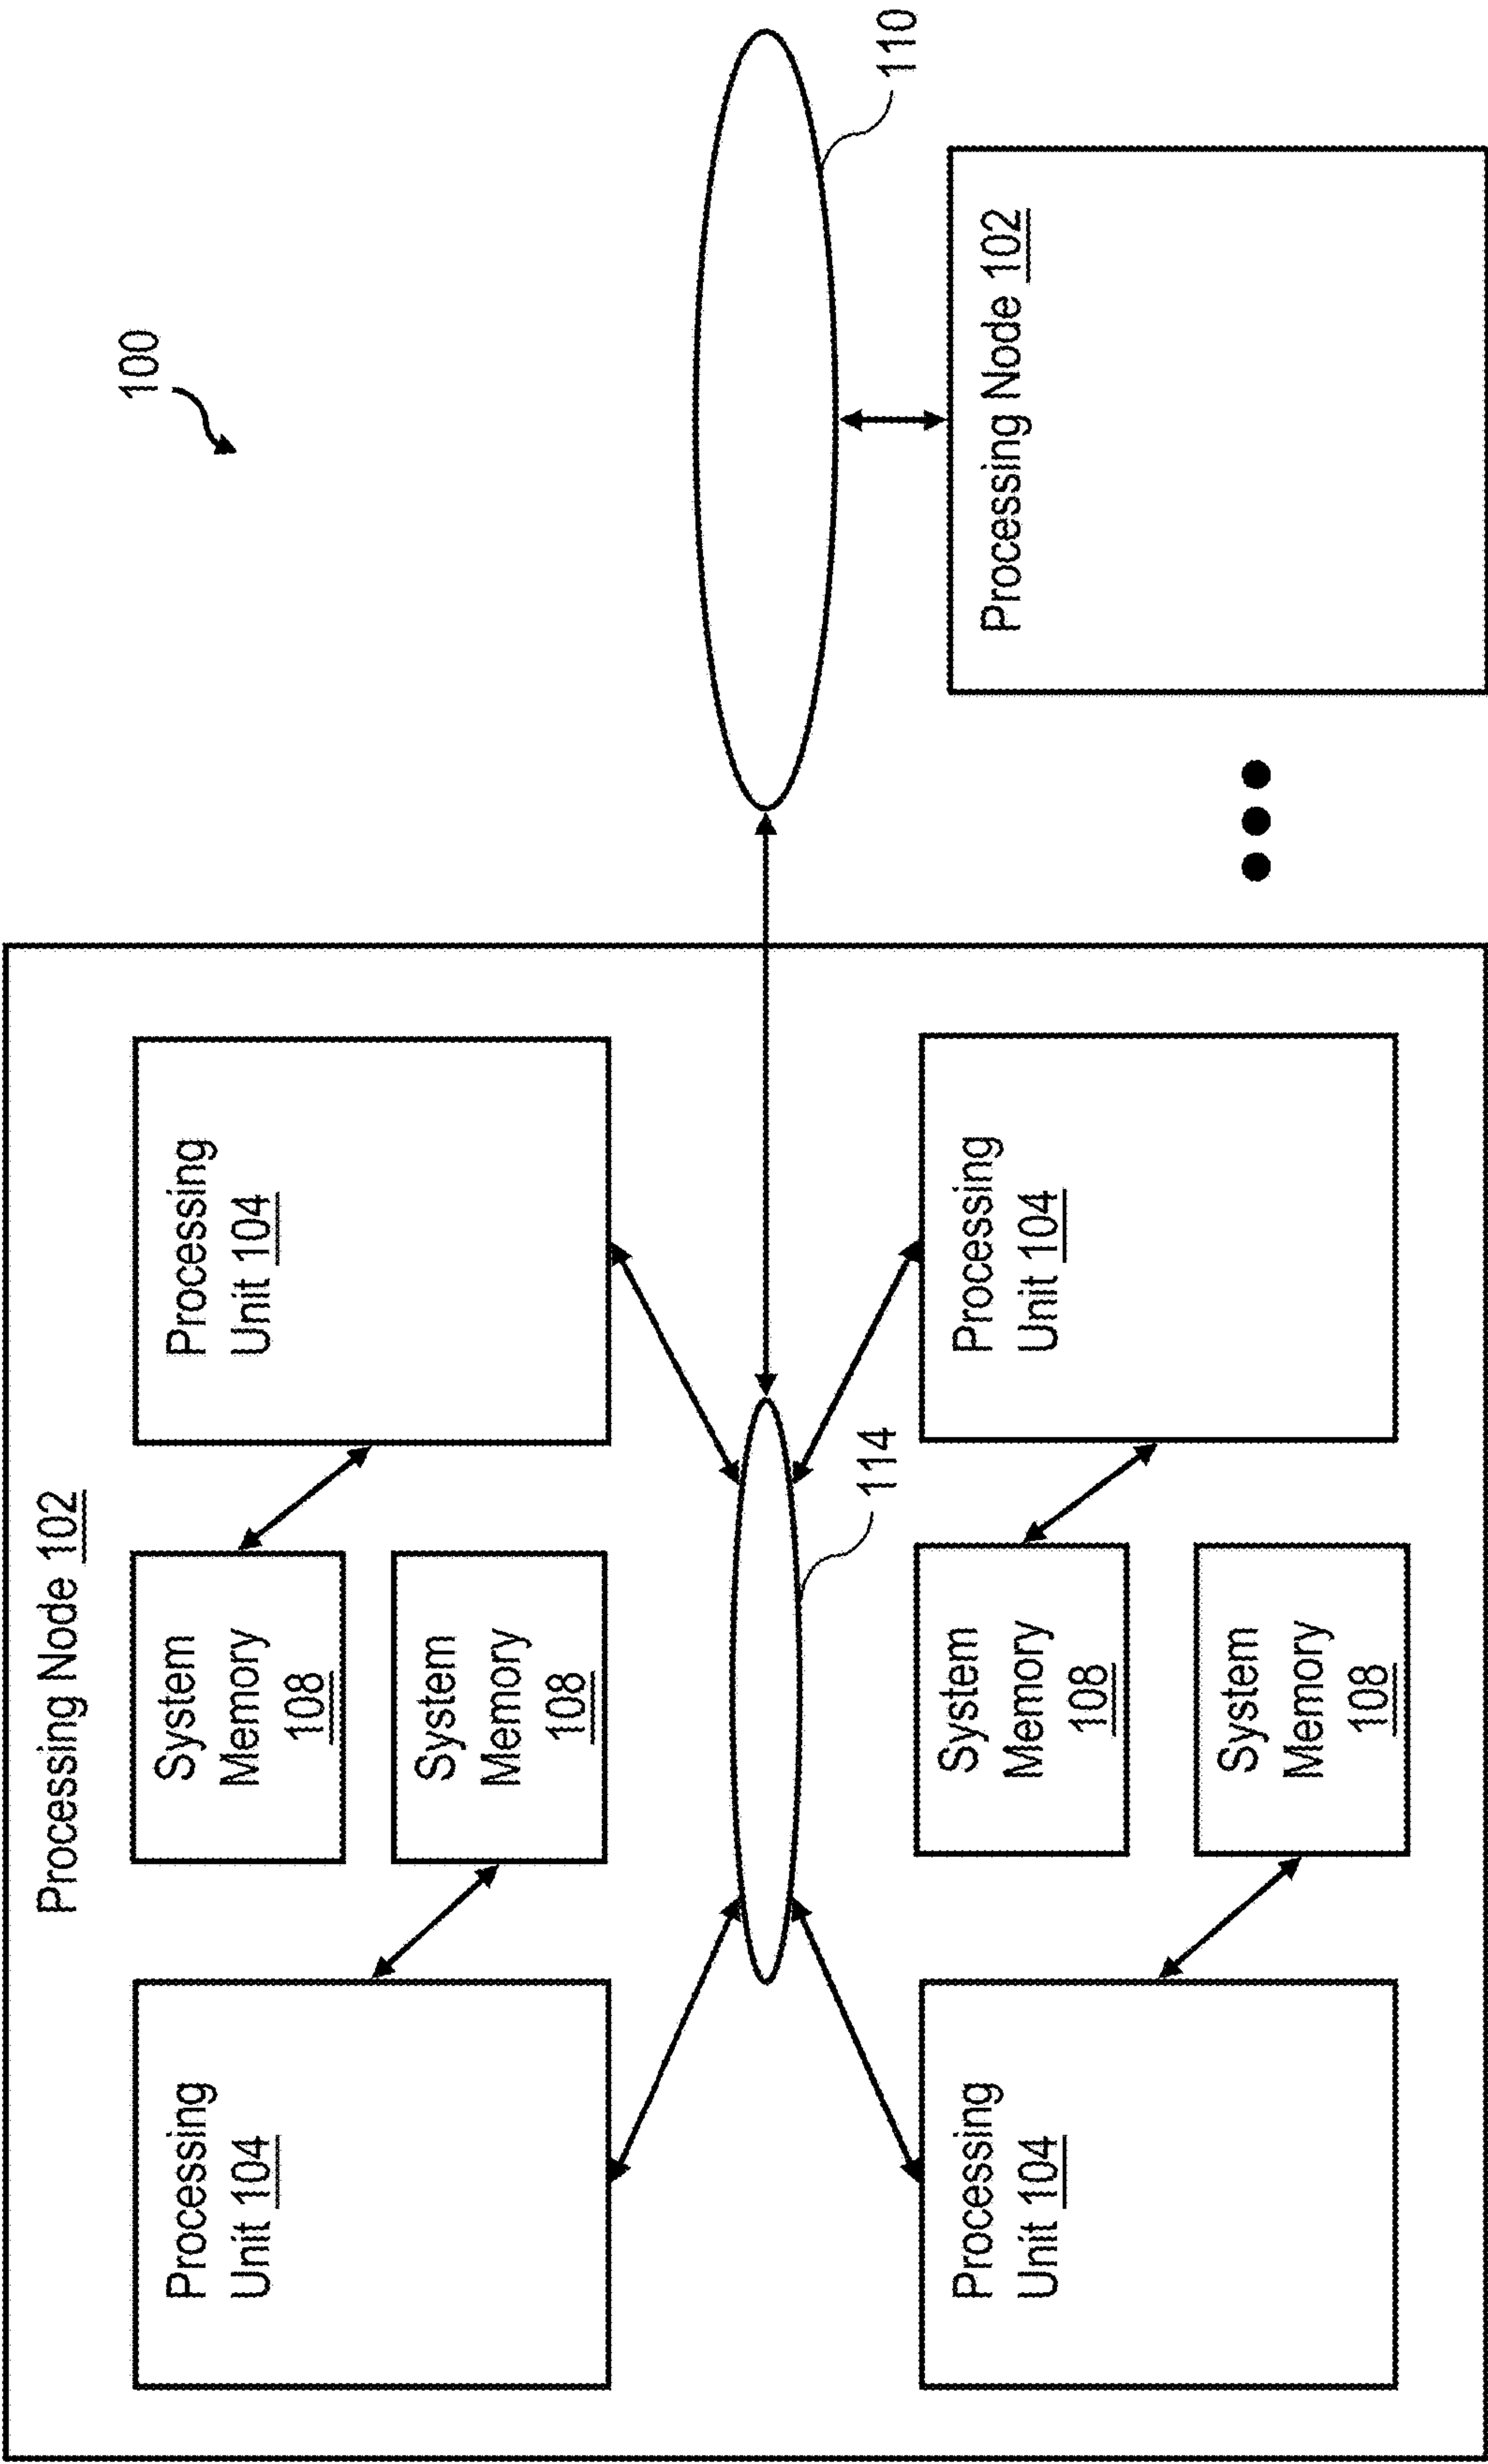 100
Processing Node 102
Processing
Unit 104
System
Memory
108
System
Memory
108
Processing
Unit 104
114
110
Processing
Unit 104
System
Memory
108
System
Memory
108
Processing
Unit 104
Processing Node 102